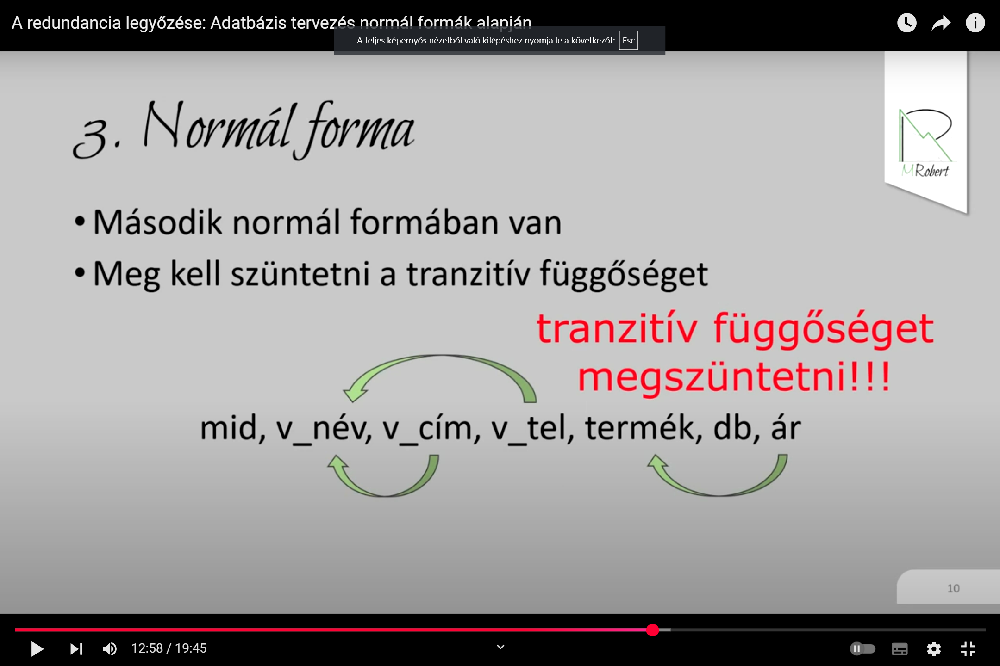 A redundancia legyőzése: Adatbázis tervezés normál formák alapján
A teljes képernyős nézetből való kilépéshez nyomja le a következőt: Esc
3. Normál forma
MRobert
• Második normál formában van
• Meg kell szüntetni a tranzitív függőséget
tranzitív függőséget
megszüntetni!!!
mid, v_név, v_cím, v_tel, termék, db, ár
10
12:58 / 19:45